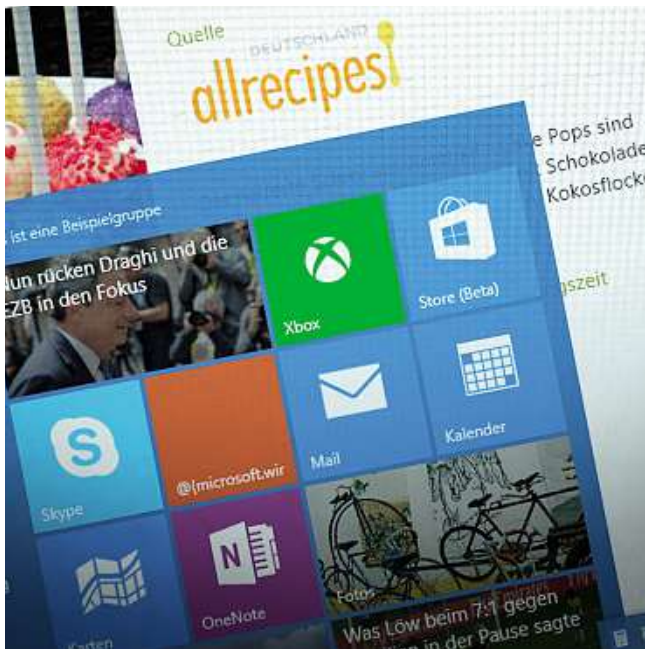 Quelle
DEUTSCHLAND
allrecipes
e Pops sind
Schokolade
Kokosflock
gszeit
ist eine Beispielgruppe
Nun rücken Draghi und die
EZB in den Fokus
Xbox
Store (Beta)
Skype
@{microsoft.wir
Mail
Kalender
Karten
OneNote
Fotos
Was Löw beim 7:1 gegen
in der Pause sagte